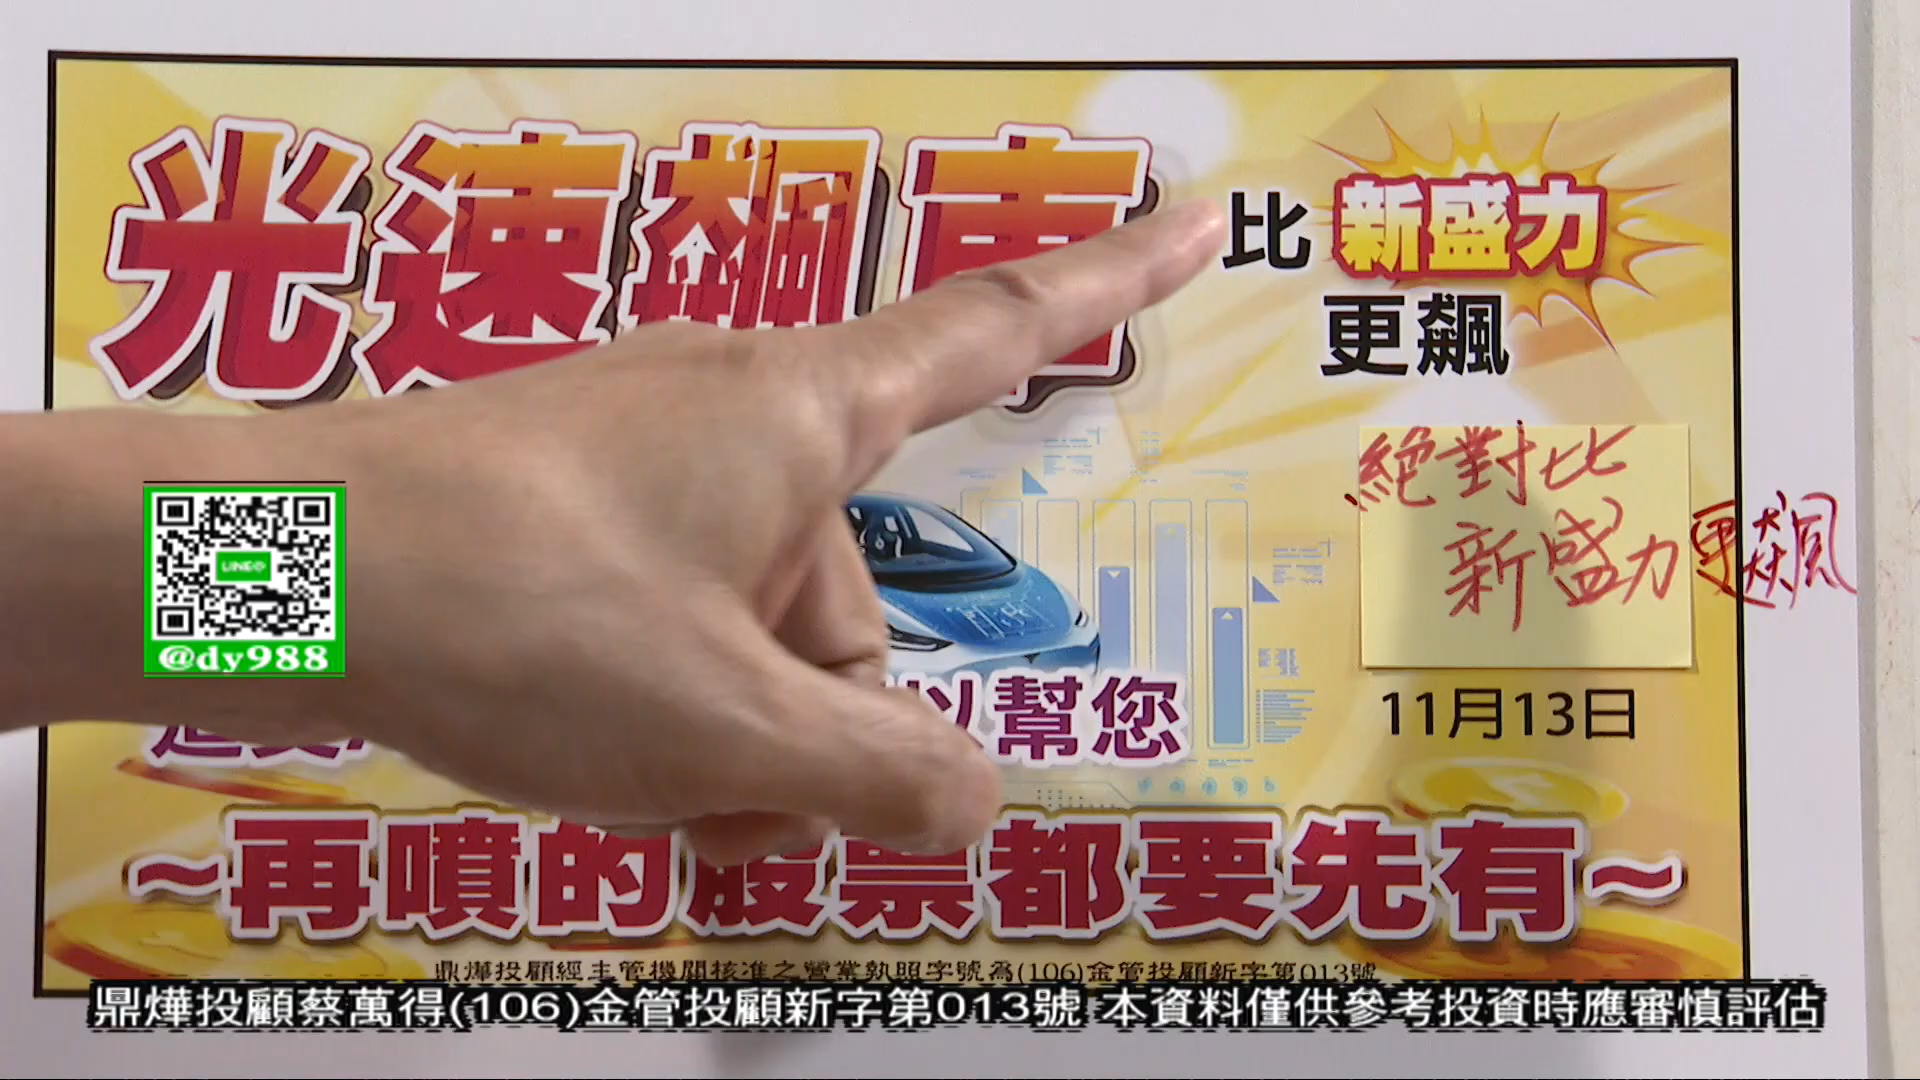 光速飆車
比新盛力
更飆
絕對比
新盛力更飆
LINE@
@dy988
以幫您
11月13日
~再噴的股票都要先有~
鼎燁投顧經主管機關核准之營業執照字號為(106)金管投顧新字第013號
鼎燁投顧蔡萬得(106)金管投顧新字第013號 本資料僅供參考投資時應審慎評估